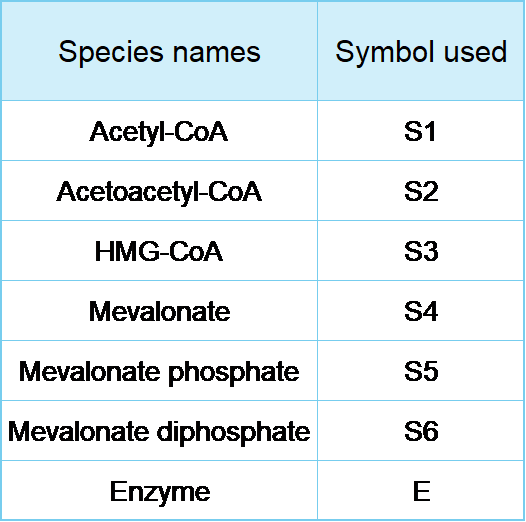 Species names Symbol used
Acetyl-CoA S1
Acetoacetyl-CoA S2
HMG-CoA S3
Mevalonate S4
Mevalonate phosphate S5
Mevalonate diphosphate S6
Enzyme E